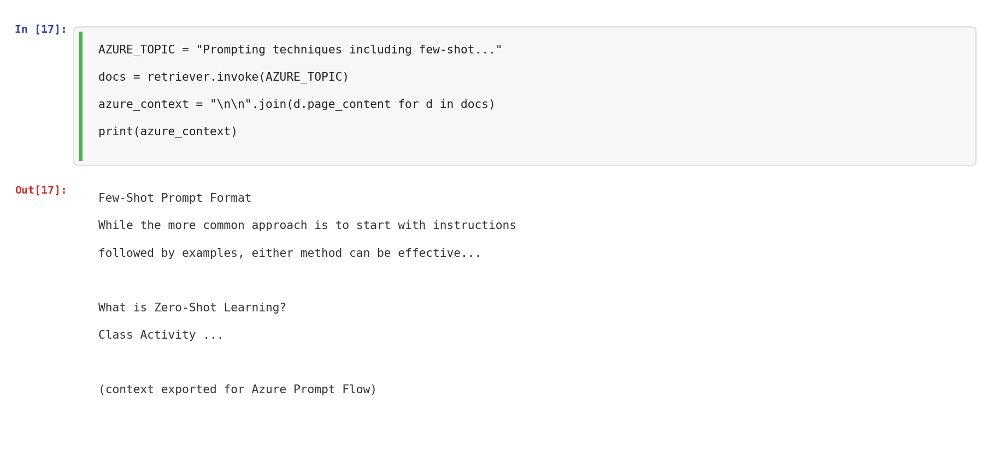 In [17]:
AZURE_TOPIC = "Prompting techniques including few-shot..."
docs = retriever.invoke(AZURE_TOPIC)
azure_context = "\n\n".join(d.page_content for d in docs)
print(azure_context)
Out[17]:
Few-Shot Prompt Format
While the more common approach is to start with instructions
followed by examples, either method can be effective...
What is Zero-Shot Learning?
Class Activity ...
(context exported for Azure Prompt Flow)